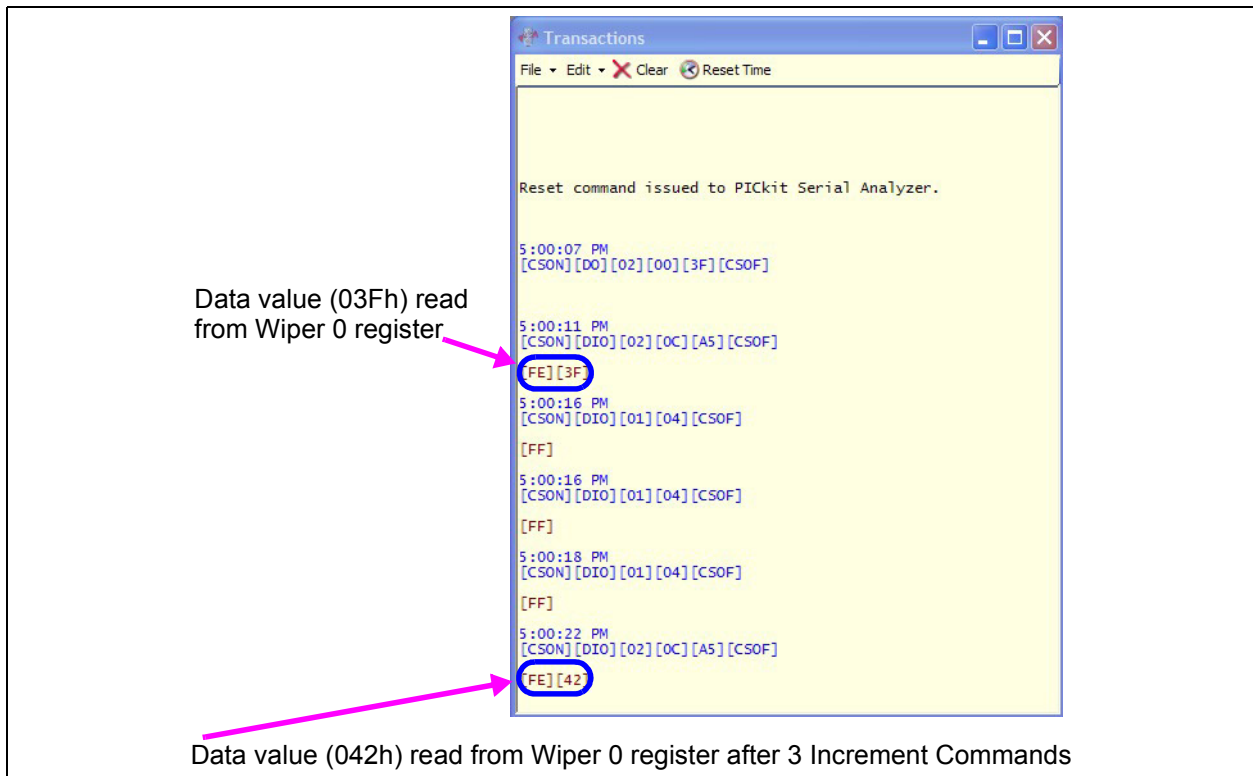 Transactions
File Edit Clear Reset Time
Reset command issued to PICkit Serial Analyzer.
5:00:07 PM
[CSON][DO][02][00][3F][CSOF]
Data value (03Fh) read
from Wiper 0 register
5:00:11 PM
[CSON][DIO][02][0C][A5][CSOF]
[FE][3F]
5:00:16 PM
[CSON][DIO][01][04][CSOF]
[FF]
5:00:16 PM
[CSON][DIO][01][04][CSOF]
[FF]
5:00:18 PM
[CSON][DIO][01][04][CSOF]
[FF]
5:00:22 PM
[CSON][DIO][02][0C][A5][CSOF]
[FE][42]
Data value (042h) read from Wiper 0 register after 3 Increment Commands